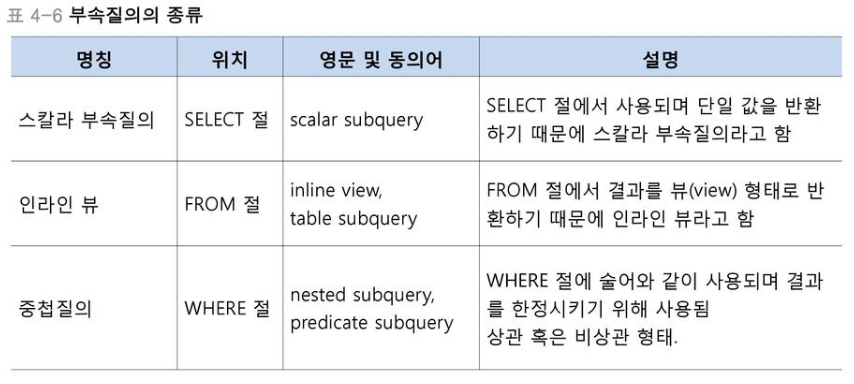 표 4-6 부속질의의 종류
명칭 위치 영문 및 동의어 설명
스칼라 부속질의 SELECT 절 scalar subquery
SELECT 절에서 사용되며 단일 값을 반환
하기 때문에 스칼라 부속질의라고 함
인라인 뷰 FROM 절
inline view,
table subquery
FROM 절에서 결과를 뷰(view) 형태로 반
환하기 때문에 인라인 뷰라고 함
중첩질의 WHERE 절
nested subquery,
predicate subquery
WHERE 절에 술어와 같이 사용되며 결과
를 한정시키기 위해 사용됨
상관 혹은 비상관 형태.